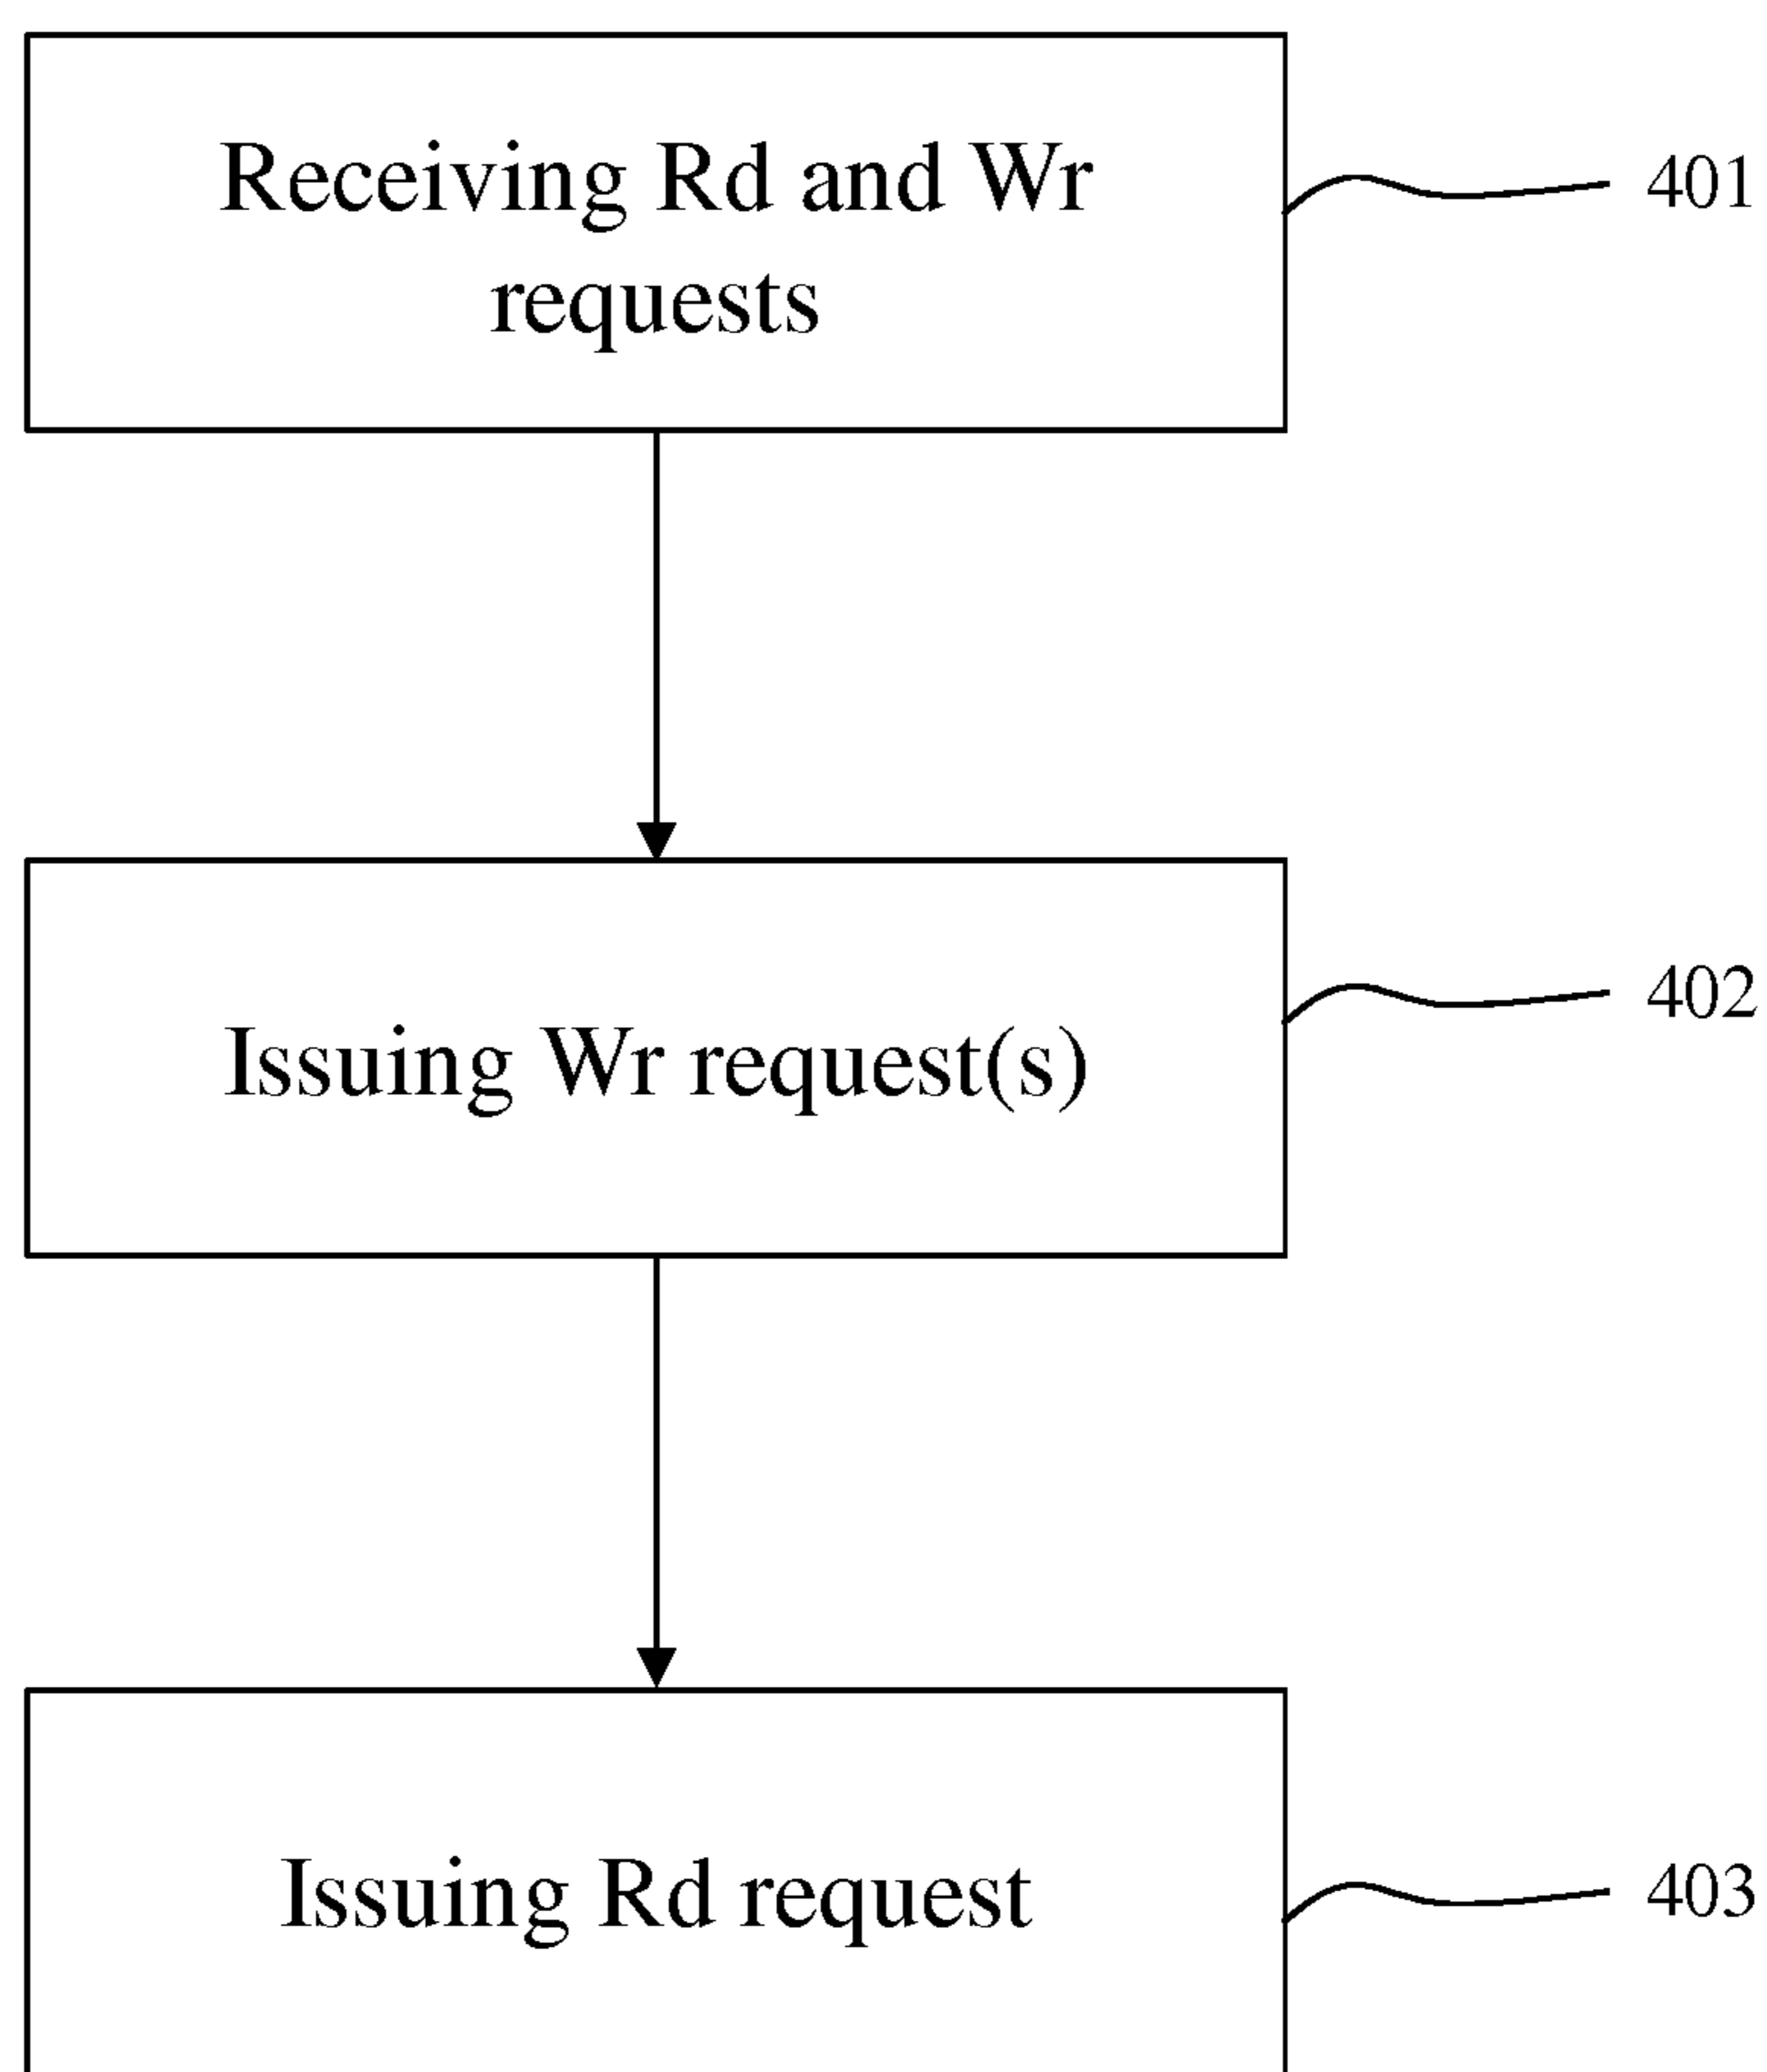 Receiving Rd and Wr
requests
401
Issuing Wr request(s)
402
Issuing Rd request
403